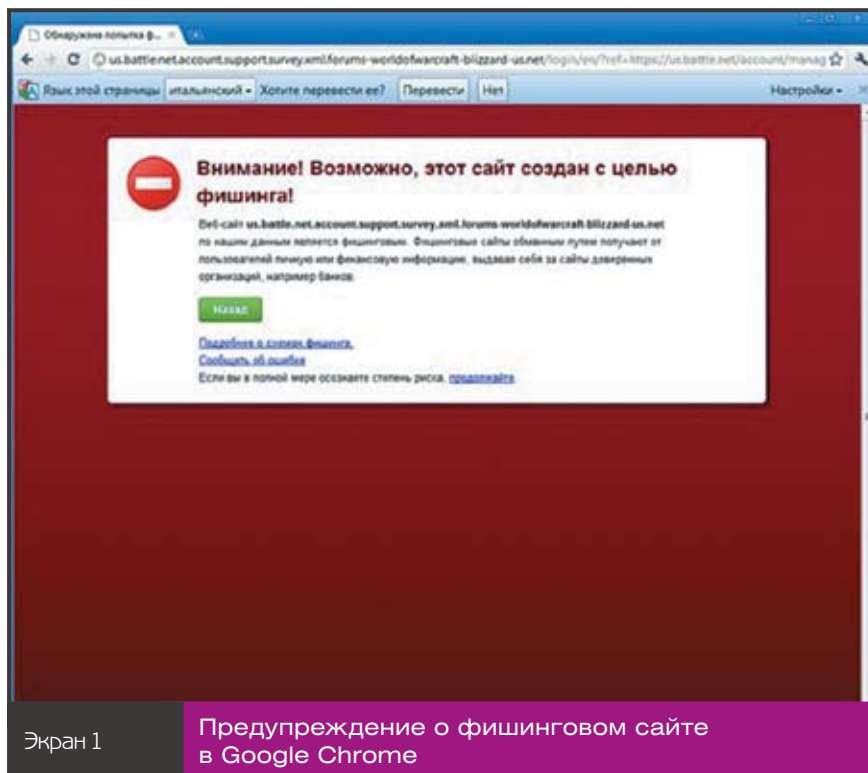 Обнаружена попытка ф...
us.battle.net.account.support.survey.xml.forums-worldofwarcraft-blizzard-us.net/login/en/?ref=https://us.battle.net/account/manag
Язык этой страницы итальянский Хотите перевести ее? Перевести Нет Настройки
Внимание! Возможно, этот сайт создан с целью
фишинга!
Веб-сайт us.battle.net.account.support.survey.xml.forums-worldofwarcraft-blizzard-us.net
по нашим данным является фишинговым. Фишинговые сайты обманным путем получают от
пользователей личную или финансовую информацию, выдавая себя за сайты доверенных
организаций, например банков.
Назад
Подробнее о схемах фишинга.
Сообщить об ошибке
Если вы в полной мере осознаете степень риска, продолжайте
Экран 1
Предупреждение о фишинговом сайте
в Google Chrome